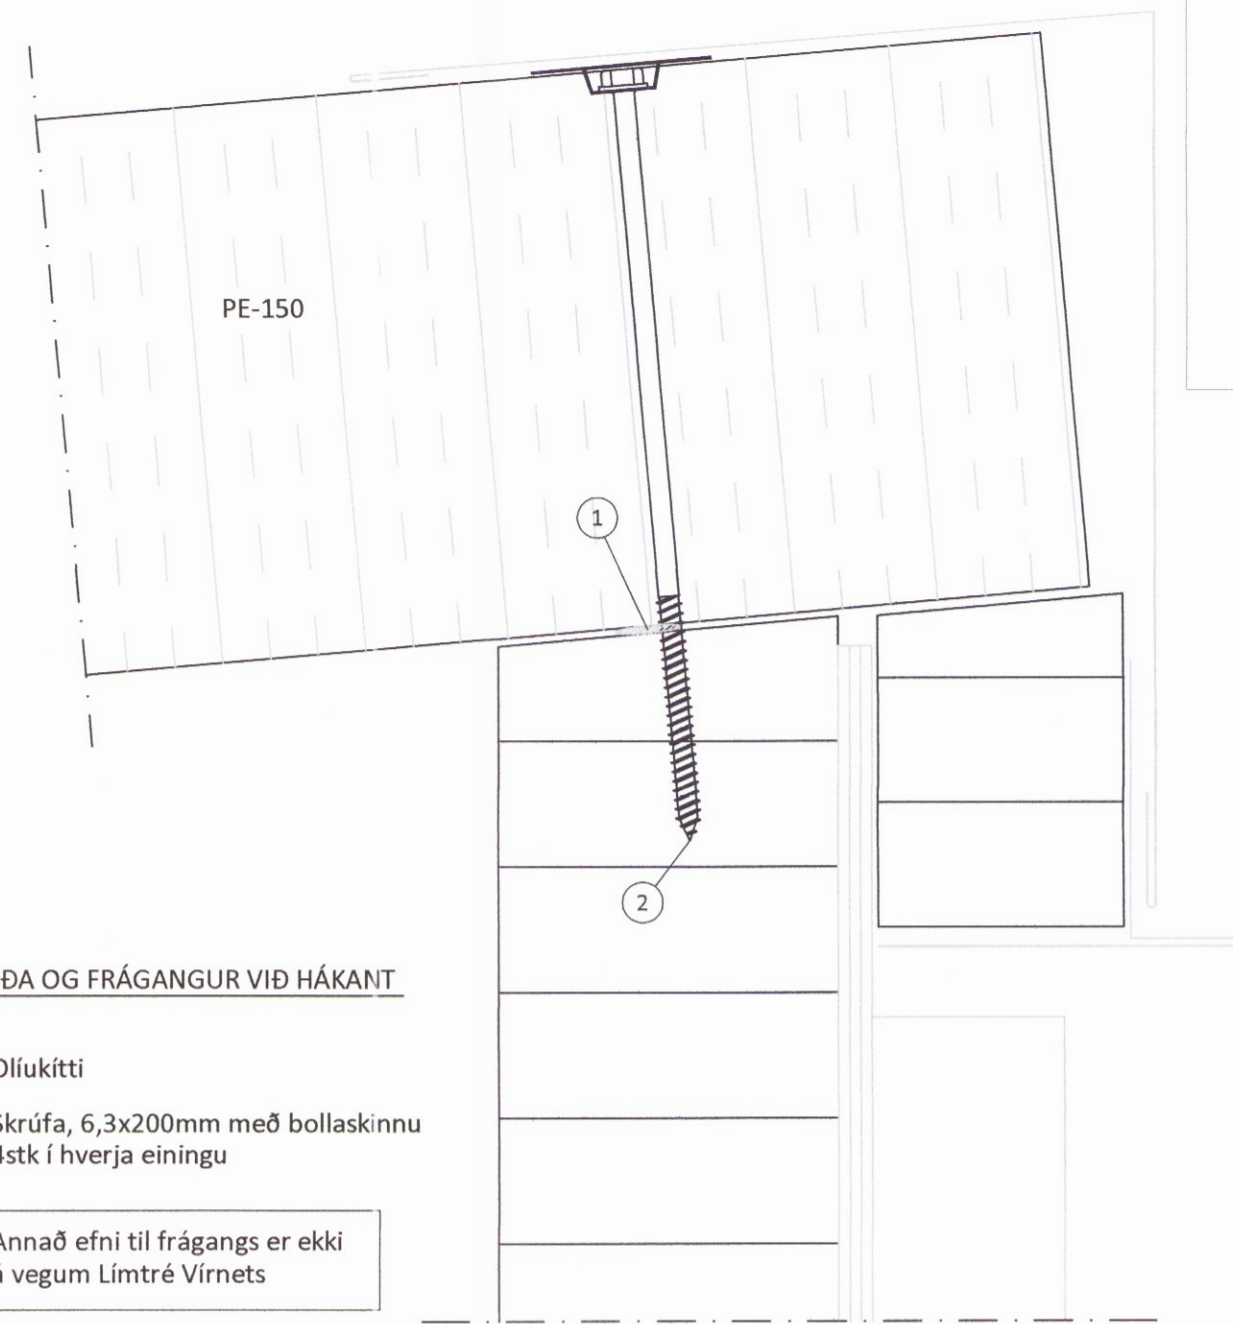 PE-150
1
2
ÐA OG FRÁGANGUR VIÐ HÁKANT
Olíukítti
Skrúfa, 6,3x200mm með bollaskinnu
4stk í hverja einingu
Annað efni til frágangs er ekki
á vegum Límtré Vírnets